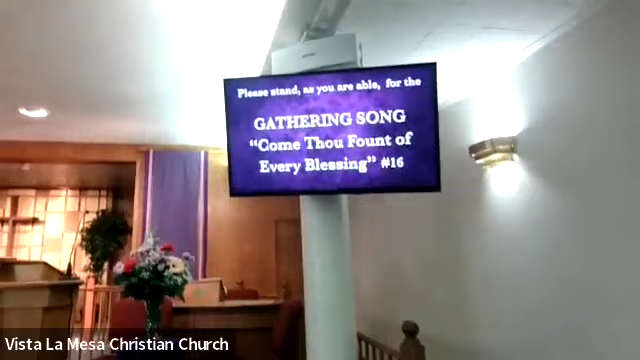 Please stand, as you are able, for the
GATHERING SONG
“Come Thou Fount of
Every Blessing” #16
Vista La Mesa Christian Church